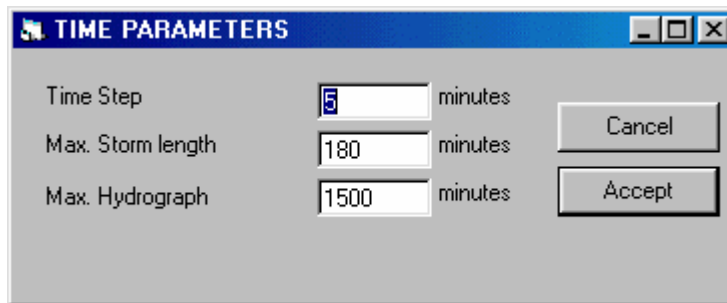 TIME PARAMETERS
Time Step 5 minutes
Max. Storm length 180 minutes
Max. Hydrograph 1500 minutes
Cancel
Accept